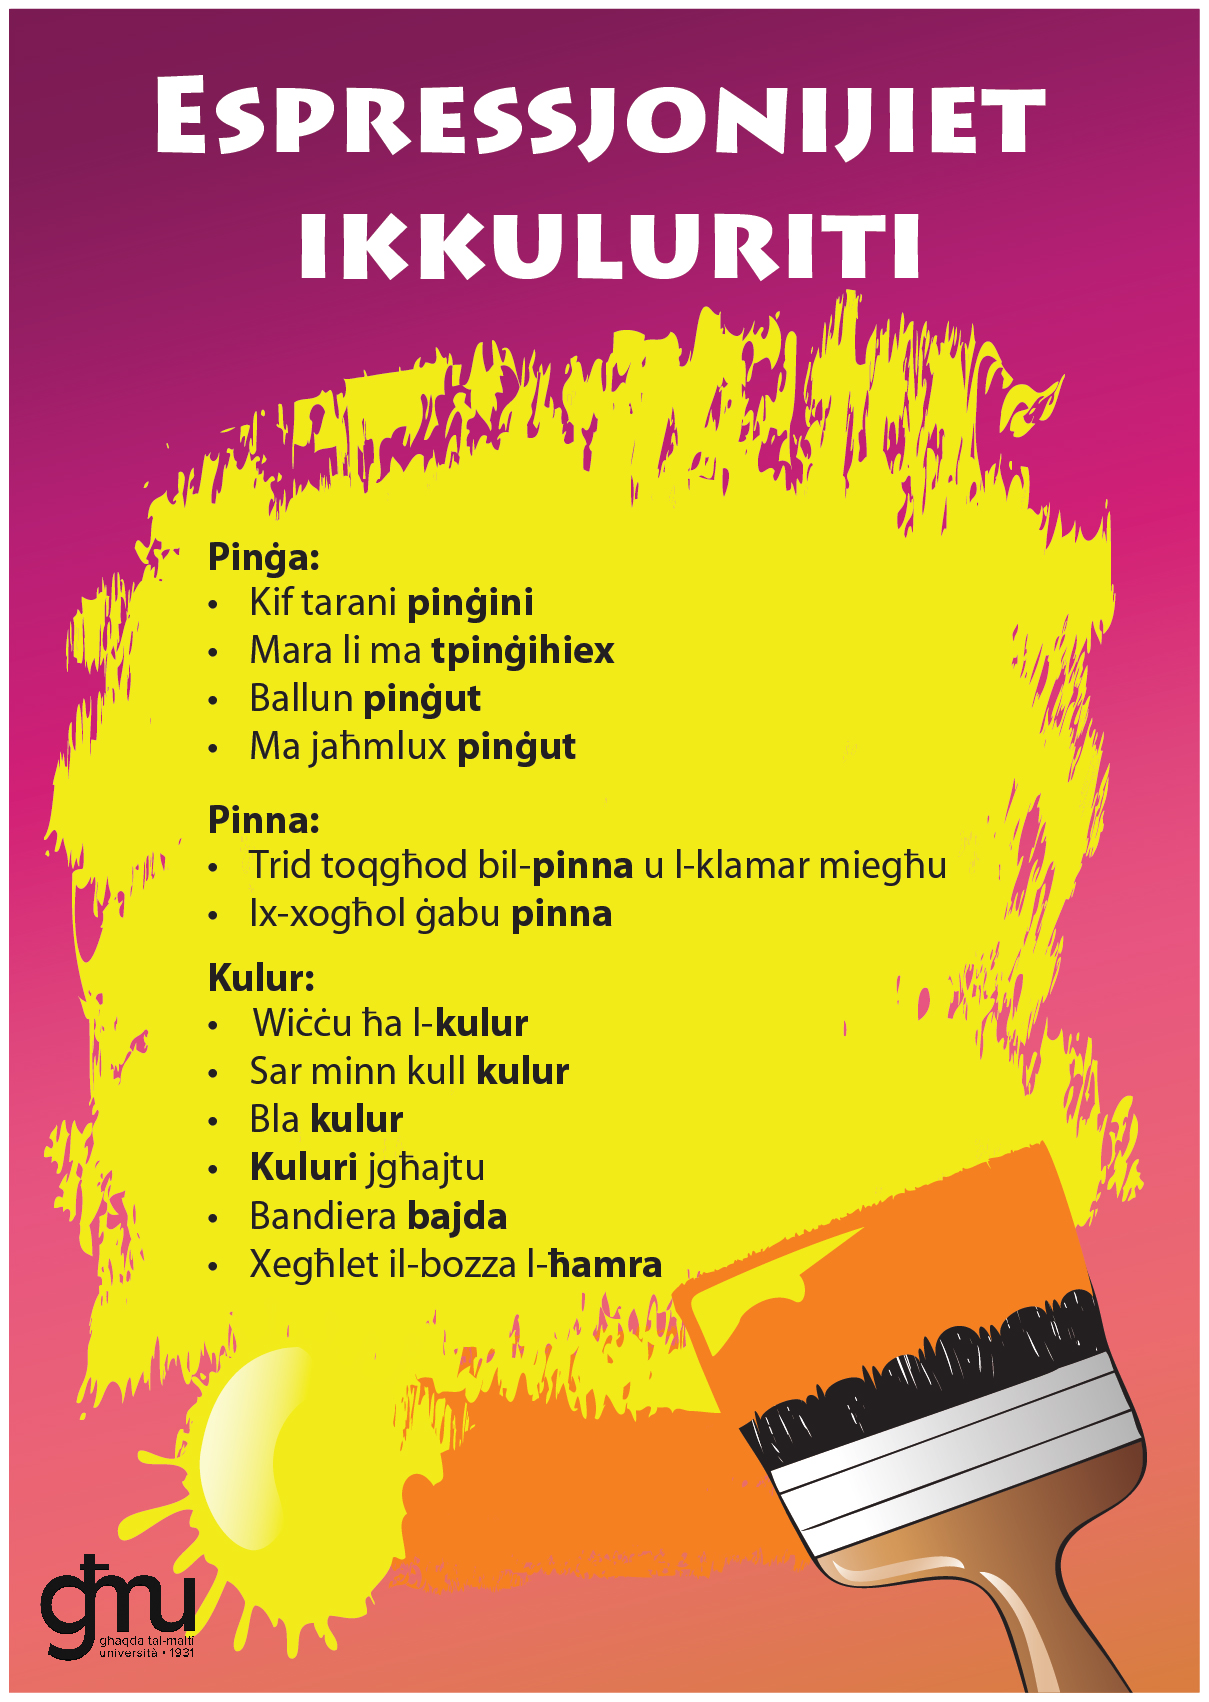 ESPRESSJONIJIET
IKKULURITI
Pinġa:
• Kif tarani pinġini
• Mara li ma tpinġihiex
• Ballun pinġut
• Ma jaħmlux pinġut
Pinna:
• Trid toqgħod bil-pinna u l-klamar miegħu
• Ix-xogħol ġabu pinna
Kulur:
• Wiċċu ħa l-kulur
• Sar minn kull kulur
• Bla kulur
• Kuluri jgħajtu
• Bandiera bajda
• Xegħlet il-bozza l-ħamra
għmu
għaqda tal-malti
università • 1931